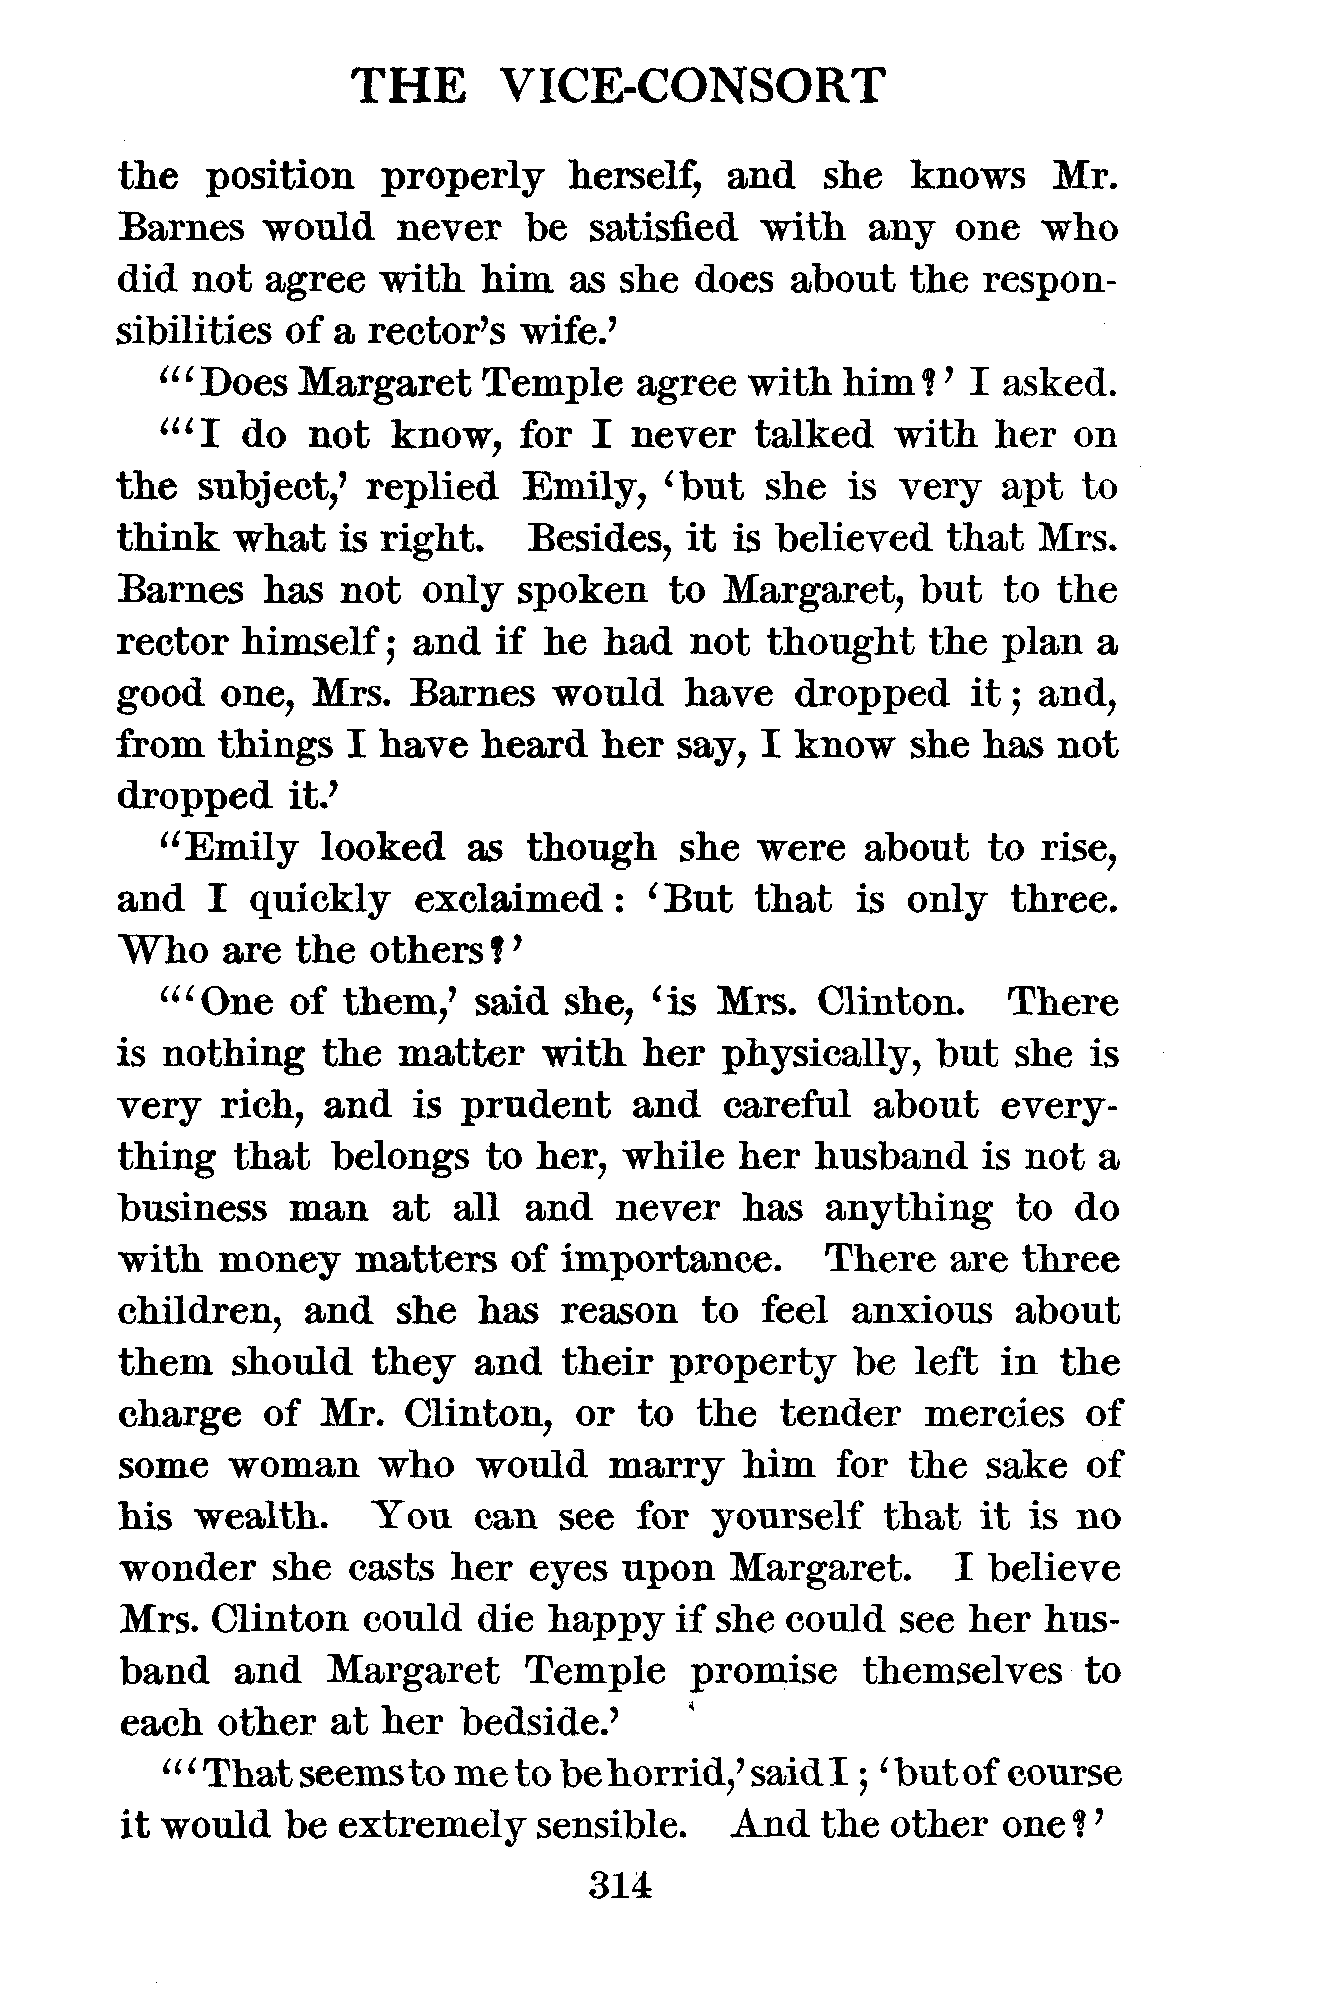 THE VICE-CONSORT
the position properly herself, and she knows Mr.
Barnes would never be satisfied with any one who
did not agree with him as she does about the respon-
sibilities of a rector's wife.'
"'Does Margaret Temple agree with him?' I asked.
"'I do not know, for I never talked with her on
the subject,' replied Emily, 'but she is very apt to
think what is right. Besides, it is believed that Mrs.
Barnes has not only spoken to Margaret, but to the
rector himself; and if he had not thought the plan a
good one, Mrs. Barnes would have dropped it; and,
from things I have heard her say, I know she has not
dropped it.'
"Emily looked as though she were about to rise,
and I quickly exclaimed: 'But that is only three.
Who are the others?'
"'One of them,' said she, 'is Mrs. Clinton. There
is nothing the matter with her physically, but she is
very rich, and is prudent and careful about every-
thing that belongs to her, while her husband is not a
business man at all and never has anything to do
with money matters of importance. There are three
children, and she has reason to feel anxious about
them should they and their property be left in the
charge of Mr. Clinton, or to the tender mercies of
some woman who would marry him for the sake of
his wealth. You can see for yourself that it is no
wonder she casts her eyes upon Margaret. I believe
Mrs. Clinton could die happy if she could see her hus-
band and Margaret Temple promise themselves to
each other at her bedside.'
"'That seems to me to be horrid,' said I; 'but of course
it would be extremely sensible. And the other one?'
314